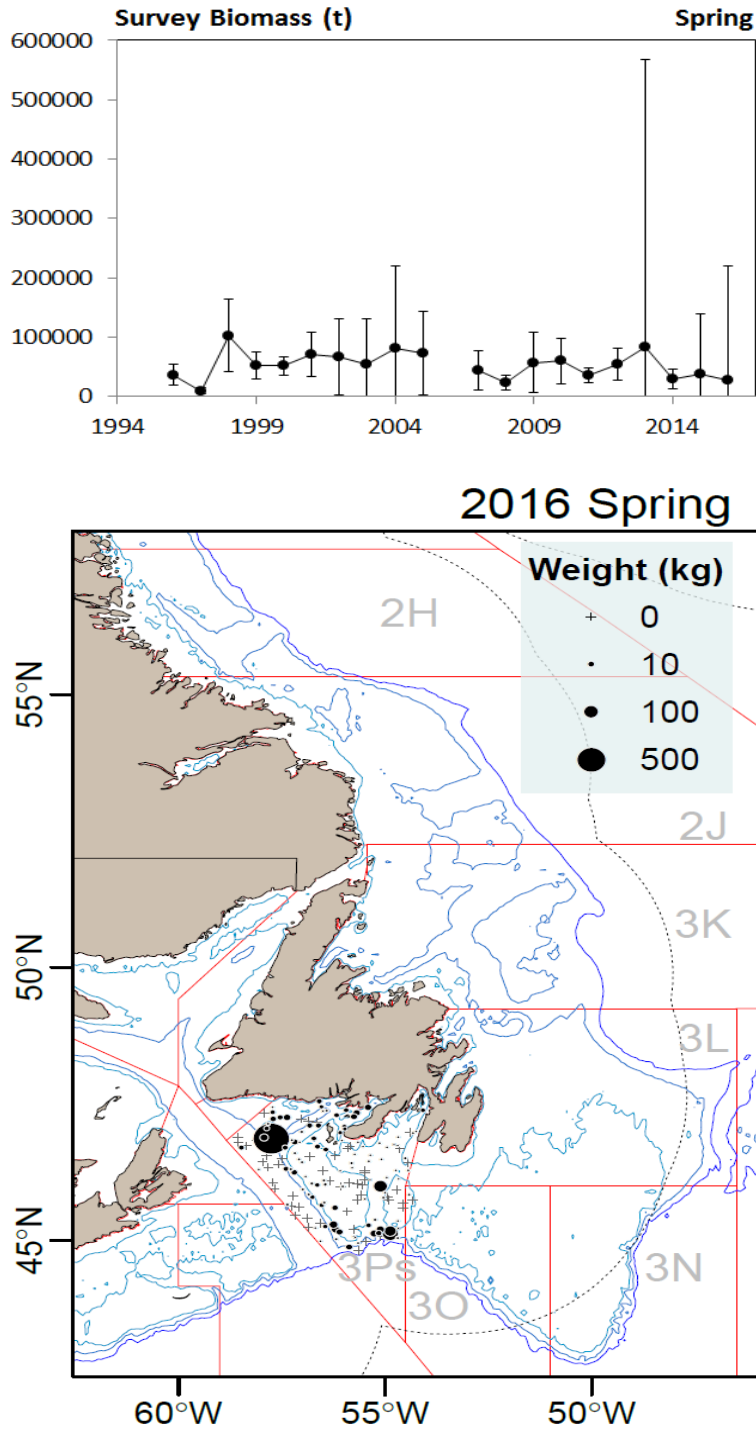 Survey Biomass (t) Spring
600000
500000
400000
300000
200000
100000
0
1994 1999 2004 2009 2014
2016 Spring
Weight (kg)
0
10
100
500
2H
55°N
2J
3K
50°N
3L
45°N
3Ps
3N
3O
60°W 55°W 50°W